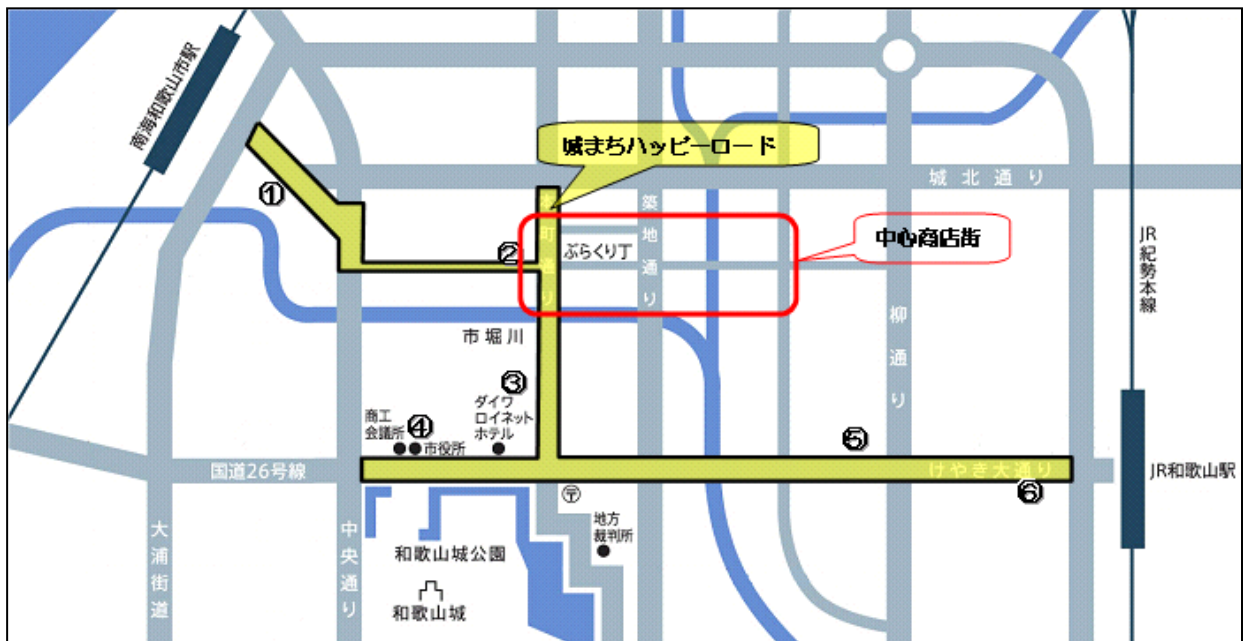 南海和歌山市駅
城まちハッピーロード
城北通り
①
築地通り
②
町通り
ぶらくり丁
中心商店街
JR紀勢本線
市堀川
柳通り
③
ダイワ
ロイネット
ホテル
商工
会議所
④
市役所
⑤
国道26号線
けやき大通り
⑥
JR和歌山駅
〒
大浦街道
中央通り
地方
裁判所
和歌山城公園
和歌山城